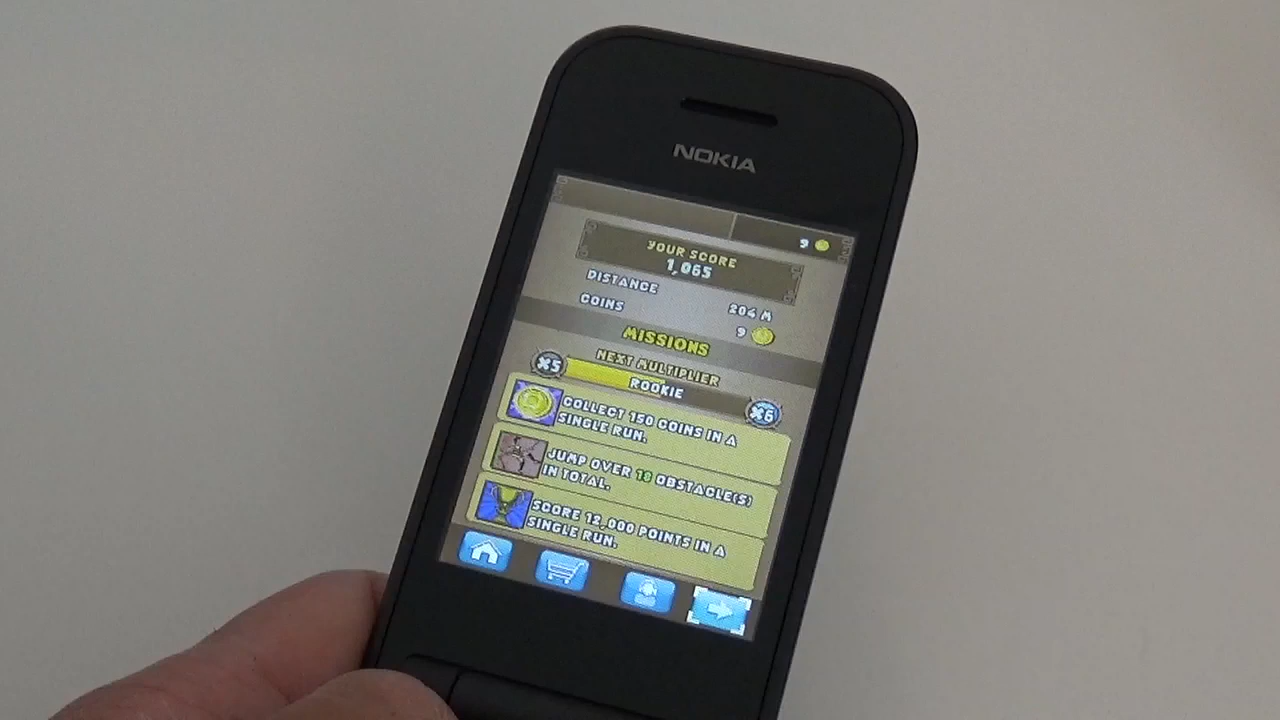 NOKIA
9
YOUR SCORE
1,065
DISTANCE
204 M
COINS
9
MISSIONS
NEXT MULTIPLIER
X5
ROOKIE
X6
COLLECT 150 COINS IN A
SINGLE RUN.
JUMP OVER 18 OBSTACLE(S)
IN TOTAL.
SCORE 12,000 POINTS IN A
SINGLE RUN.